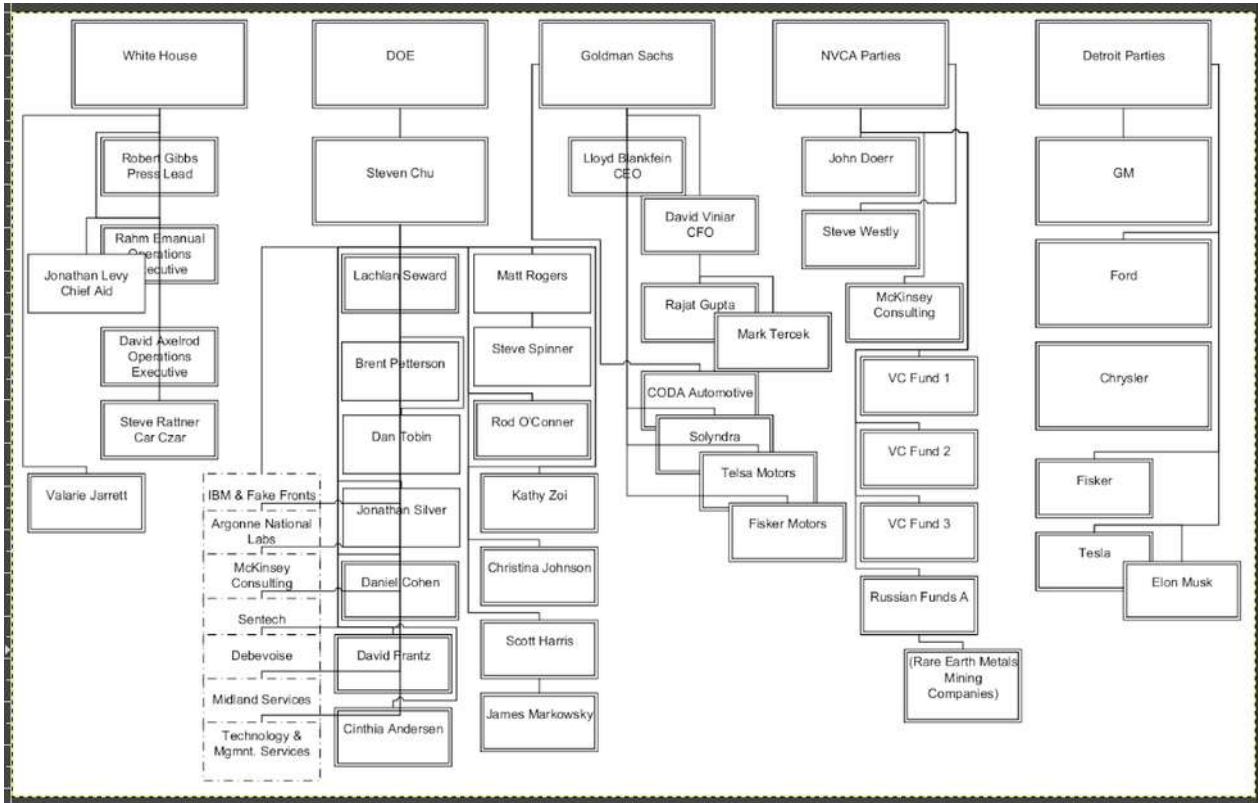 White House
DOE
Goldman Sachs
NVCA Parties
Detroit Parties
Robert Gibbs
Press Lead
Rahm Emanual
Operations
Executive
Jonathan Levy
Chief Aid
David Axelrod
Operations
Executive
Steve Rattner
Car Czar
Valarie Jarrett
Steven Chu
Lachlan Seward
Brent Petterson
Dan Tobin
Jonathan Silver
Daniel Cohen
David Frantz
Cinthia Andersen
IBM & Fake Fronts
Argonne National
Labs
McKinsey
Consulting
Sentech
Debevoise
Midland Services
Technology &
Mgmnt. Services
Matt Rogers
Steve Spinner
Rod O'Conner
Kathy Zoi
Christina Johnson
Scott Harris
James Markowsky
Lloyd Blankfein
CEO
David Viniar
CFO
Rajat Gupta
Mark Tercek
CODA Automotive
Solyndra
Telsa Motors
Fisker Motors
John Doerr
Steve Westly
McKinsey
Consulting
VC Fund 1
VC Fund 2
VC Fund 3
Russian Funds A
(Rare Earth Metals
Mining
Companies)
GM
Ford
Chrysler
Fisker
Tesla
Elon Musk